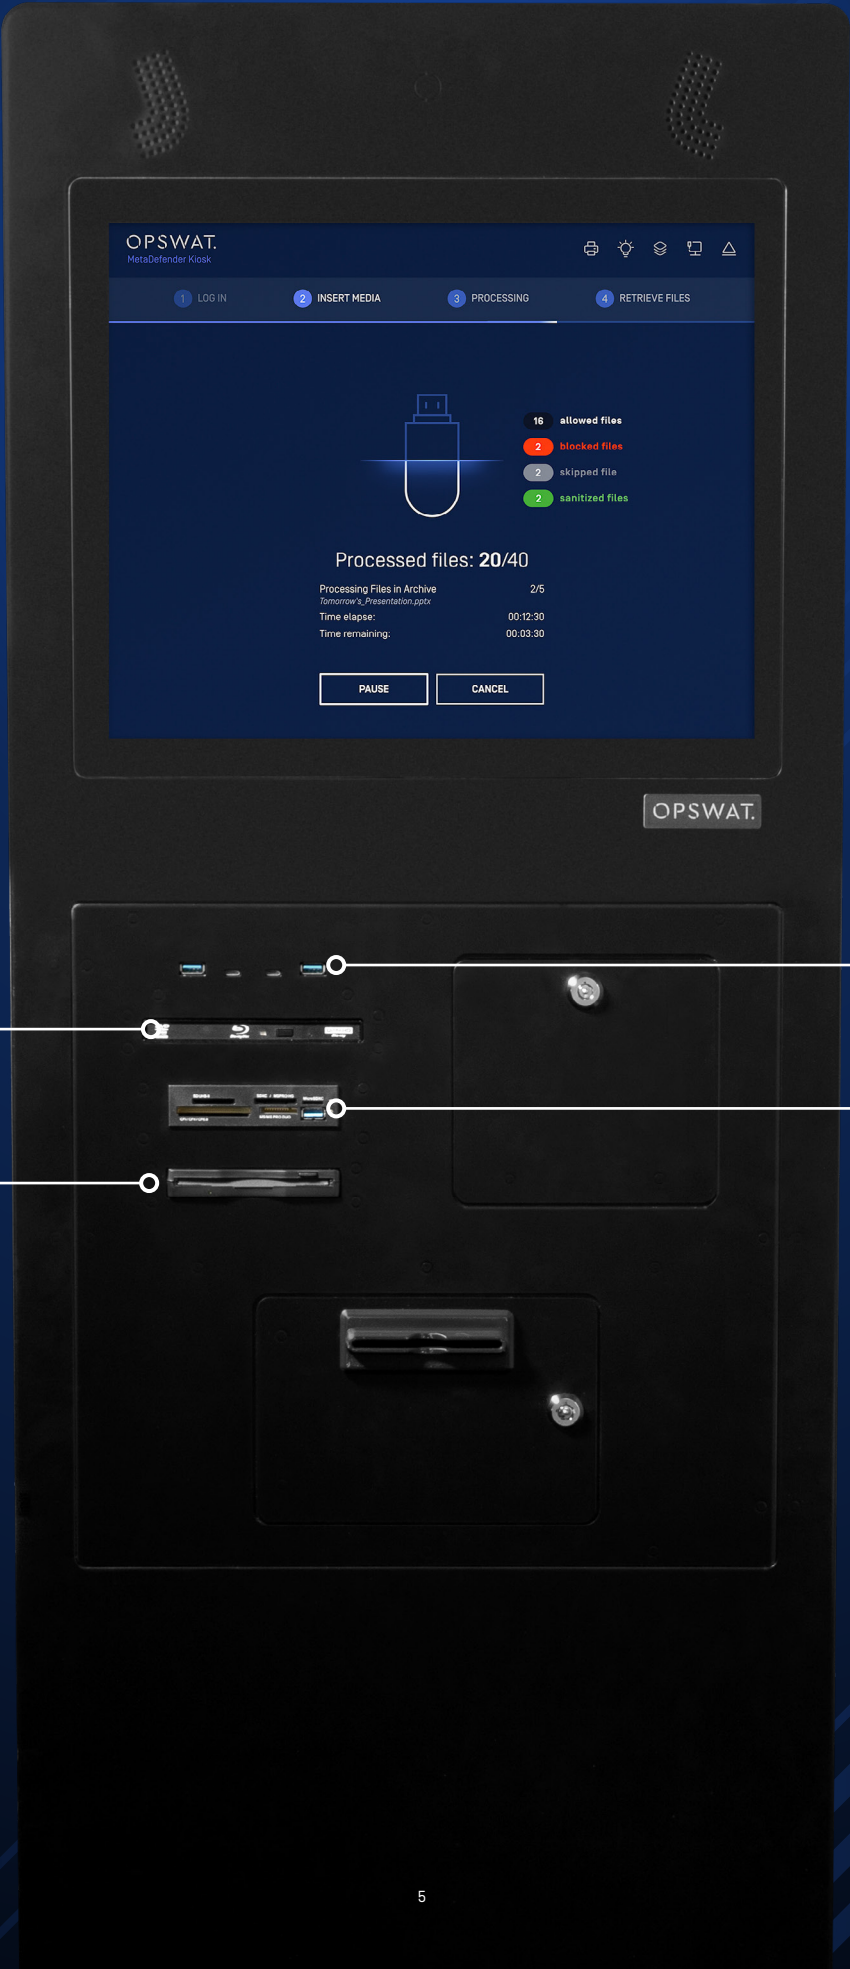 OPSWAT.
MetaDefender Kiosk
1 LOG IN
2 INSERT MEDIA
3 PROCESSING
4 RETRIEVE FILES
16 allowed files
2 blocked files
2 skipped file
2 sanitized files
Processed files: 20/40
Processing Files in Archive 2/5
Tomorrow's_Presentation.pptx
Time elapse: 00:12:30
Time remaining: 00:03:30
PAUSE
CANCEL
OPSWAT.
5